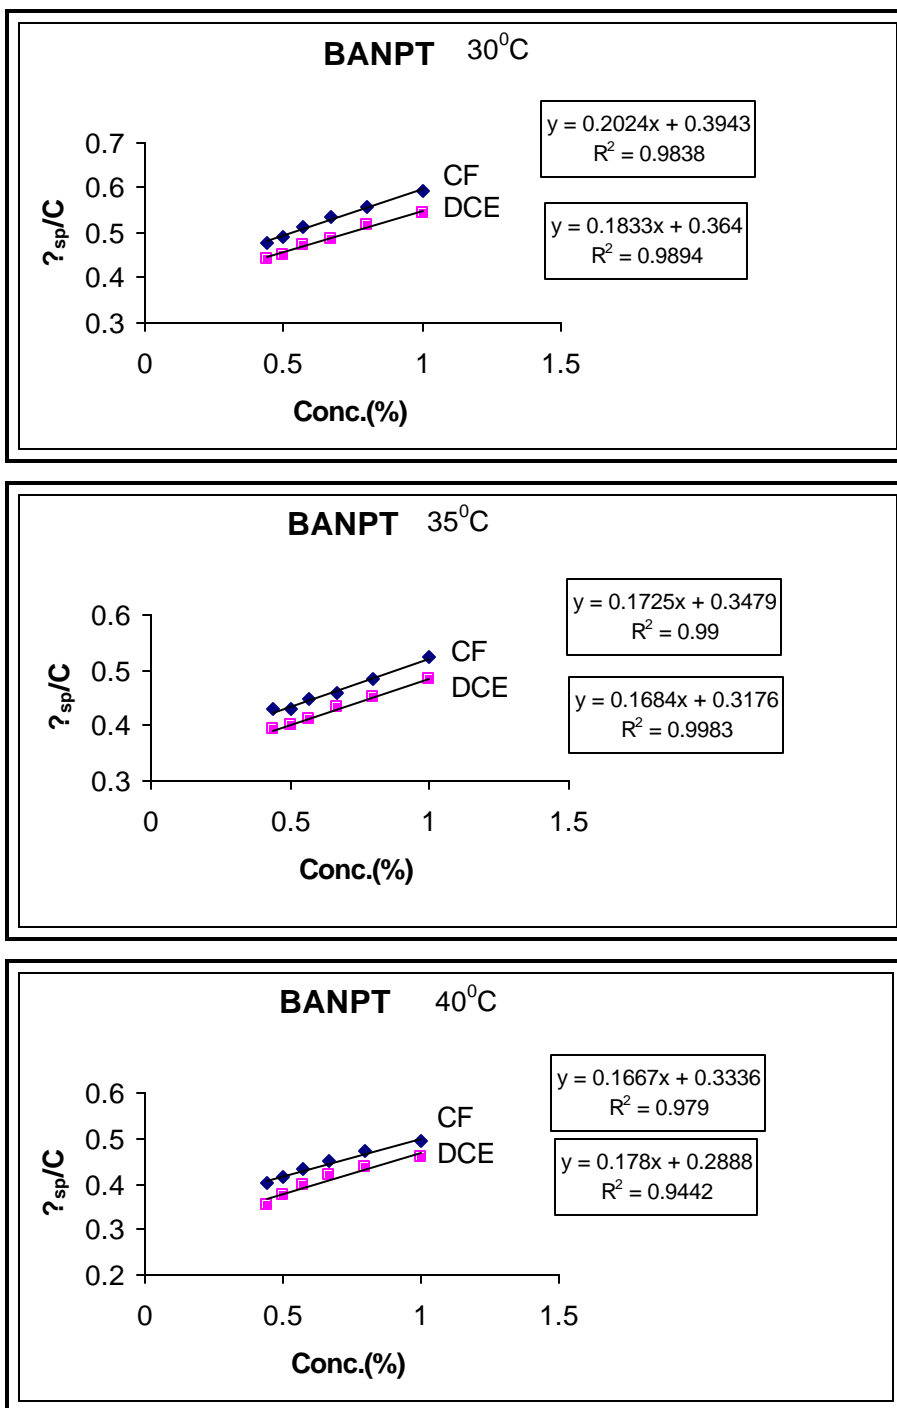 BANPT 30⁰C
y = 0.2024x + 0.3943
R² = 0.9838
y = 0.1833x + 0.364
R² = 0.9894
CF
DCE
?sp/C
0.7
0.6
0.5
0.4
0.3
0 0.5 1 1.5
Conc.(%)
BANPT 35⁰C
y = 0.1725x + 0.3479
R² = 0.99
y = 0.1684x + 0.3176
R² = 0.9983
CF
DCE
?sp/C
0.6
0.5
0.4
0.3
0 0.5 1 1.5
Conc.(%)
BANPT 40⁰C
y = 0.1667x + 0.3336
R² = 0.979
y = 0.178x + 0.2888
R² = 0.9442
CF
DCE
?sp/C
0.6
0.5
0.4
0.3
0.2
0 0.5 1 1.5
Conc.(%)